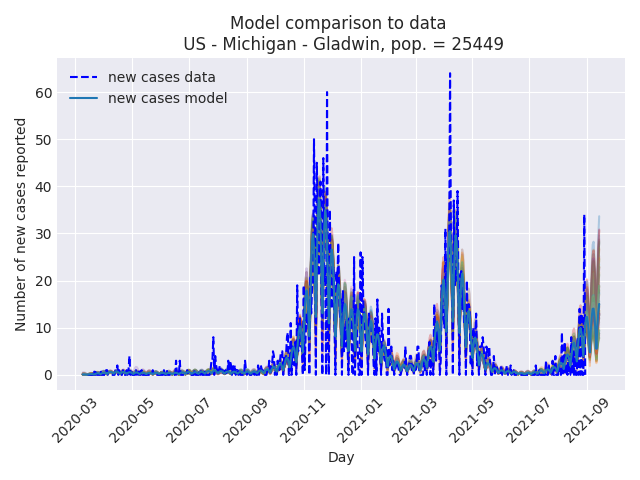 Model comparison to data
US - Michigan - Gladwin, pop. = 25449
new cases data
new cases model
Number of new cases reported
60
50
40
30
20
10
0
2020-03
2020-05
2020-07
2020-09
2020-11
2021-01
2021-03
2021-05
2021-07
2021-09
Day